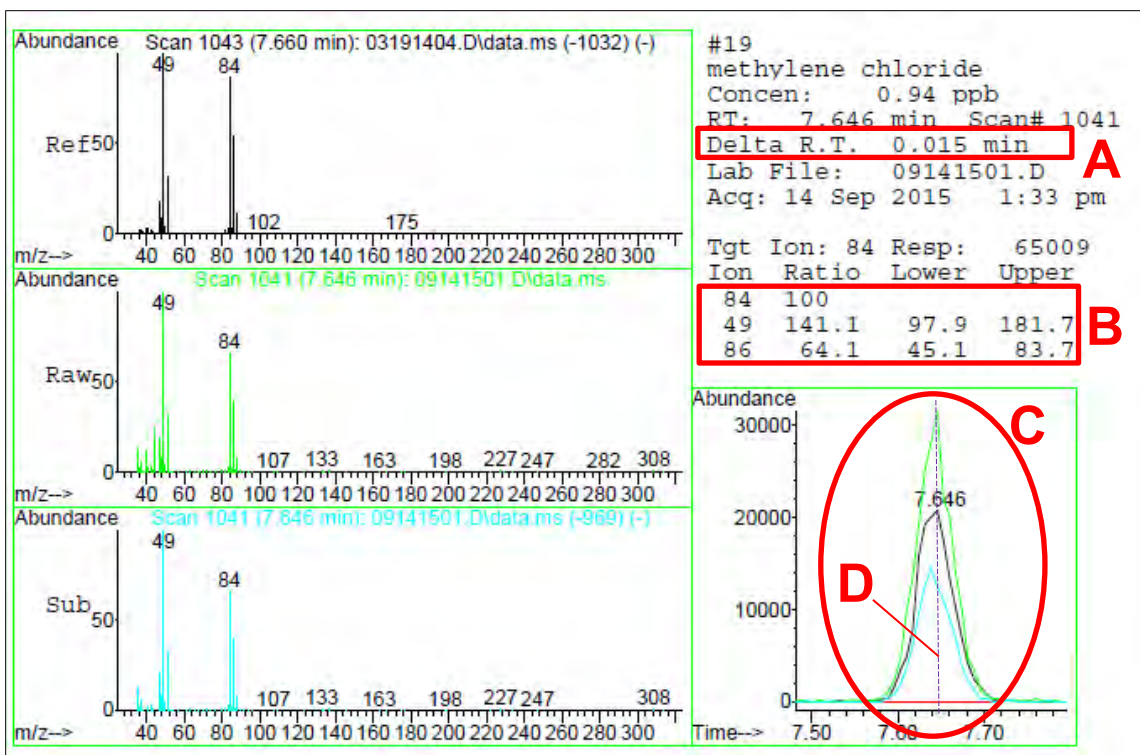 Abundance Scan 1043 (7.660 min): 03191404.D\data.ms (-1032) (-)
49 84
Ref 50
102 175
0
m/z--> 40 60 80 100 120 140 160 180 200 220 240 260 280 300
Abundance Scan 1041 (7.646 min): 09141501.D\data.ms
49
84
Raw 50
107 133 163 198 227 247 282 308
0
m/z--> 40 60 80 100 120 140 160 180 200 220 240 260 280 300
Abundance Scan 1041 (7.646 min): 09141501.D\data.ms (-969) (-)
49
84
Sub 50
107 133 163 198 227 247 308
0
m/z--> 40 60 80 100 120 140 160 180 200 220 240 260 280 300
#19
methylene chloride
Concen: 0.94 ppb
RT: 7.646 min Scan# 1041
Delta R.T. 0.015 min
A
Lab File: 09141501.D
Acq: 14 Sep 2015 1:33 pm
Tgt Ion: 84 Resp: 65009
Ion Ratio Lower Upper
84 100
49 141.1 97.9 181.7
86 64.1 45.1 83.7
B
Abundance
30000
C
7.646
20000
D
10000
0
Time--> 7.50 7.60 7.70